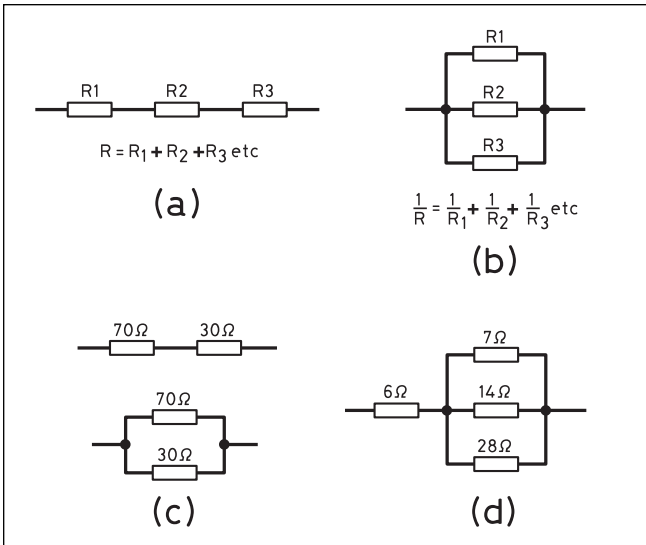 R1 R2 R3
R = R1 + R2 + R3 etc
(a)
R1
R2
R3
1/R = 1/R1 + 1/R2 + 1/R3 etc
(b)
70Ω 30Ω
70Ω
30Ω
(c)
6Ω
7Ω
14Ω
28Ω
(d)